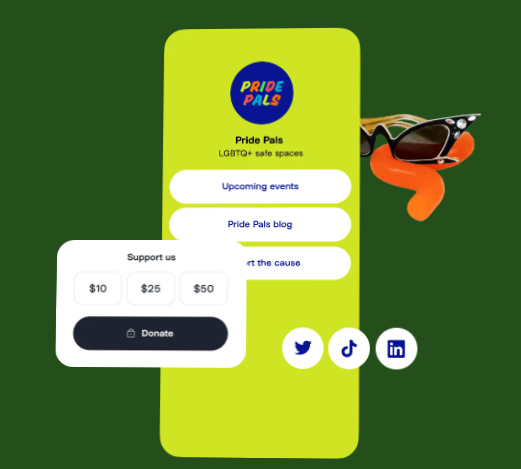 PRIDE
PALS
Pride Pals
LGBTQ+ safe spaces
Upcoming events
Pride Pals blog
rt the cause
Support us
$10
$25
$50
Donate
in